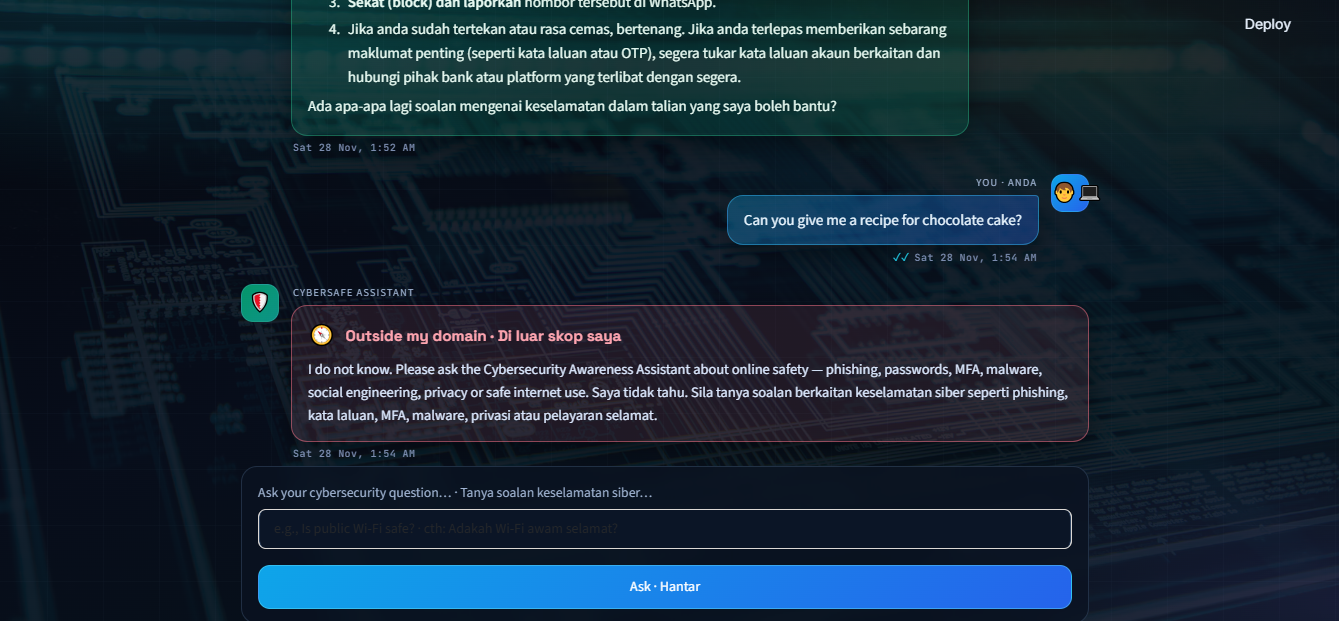 3. Sekat (block) dan laporkan nombor tersebut di WhatsApp.
Deploy
4. Jika anda sudah tertekan atau rasa cemas, bertenang. Jika anda terlepas memberikan sebarang
maklumat penting (seperti kata laluan atau OTP), segera tukar kata laluan akaun berkaitan dan
hubungi pihak bank atau platform yang terlibat dengan segera.
Ada apa-apa lagi soalan mengenai keselamatan dalam talian yang saya boleh bantu?
Sat 28 Nov, 1:52 AM
YOU · ANDA
Can you give me a recipe for chocolate cake?
✓✓ Sat 28 Nov, 1:54 AM
CYBERSAFE ASSISTANT
Outside my domain · Di luar skop saya
I do not know. Please ask the Cybersecurity Awareness Assistant about online safety — phishing, passwords, MFA, malware,
social engineering, privacy or safe internet use. Saya tidak tahu. Sila tanya soalan berkaitan keselamatan siber seperti phishing,
kata laluan, MFA, malware, privasi atau pelayaran selamat.
Sat 28 Nov, 1:54 AM
Ask your cybersecurity question… · Tanya soalan keselamatan siber…
e.g., Is public Wi-Fi safe? · cth: Adakah Wi-Fi awam selamat?
Ask · Hantar